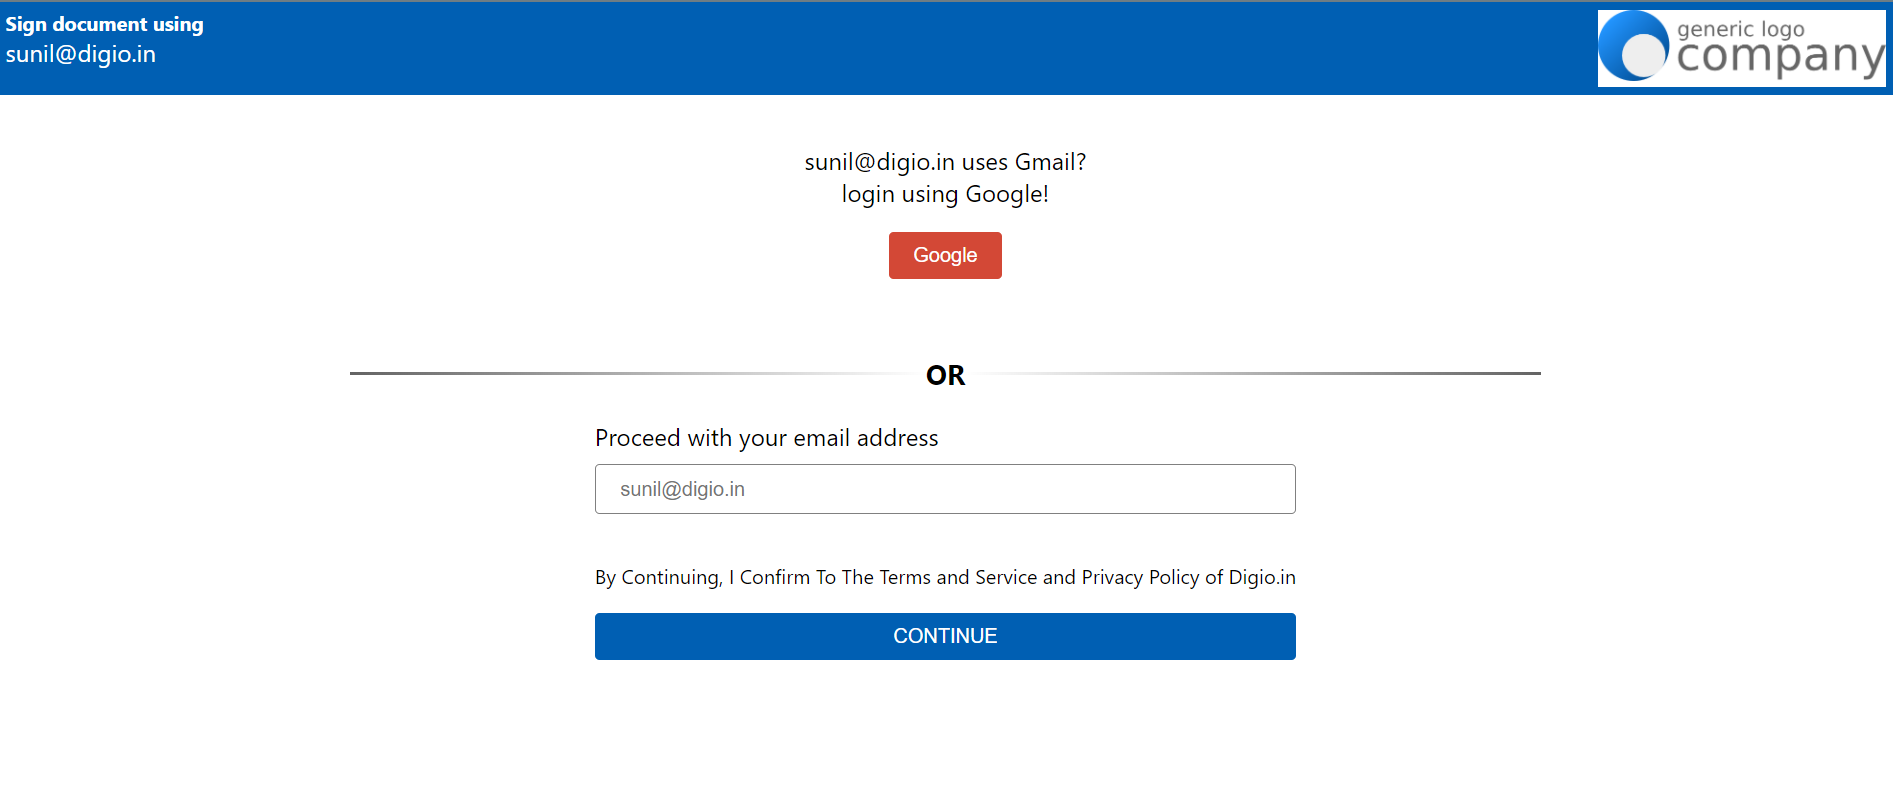 Sign document using
sunil@digio.in
generic logo
company
sunil@digio.in uses Gmail?
login using Google!
Google
OR
Proceed with your email address
sunil@digio.in
By Continuing, I Confirm To The Terms and Service and Privacy Policy of Digio.in
CONTINUE